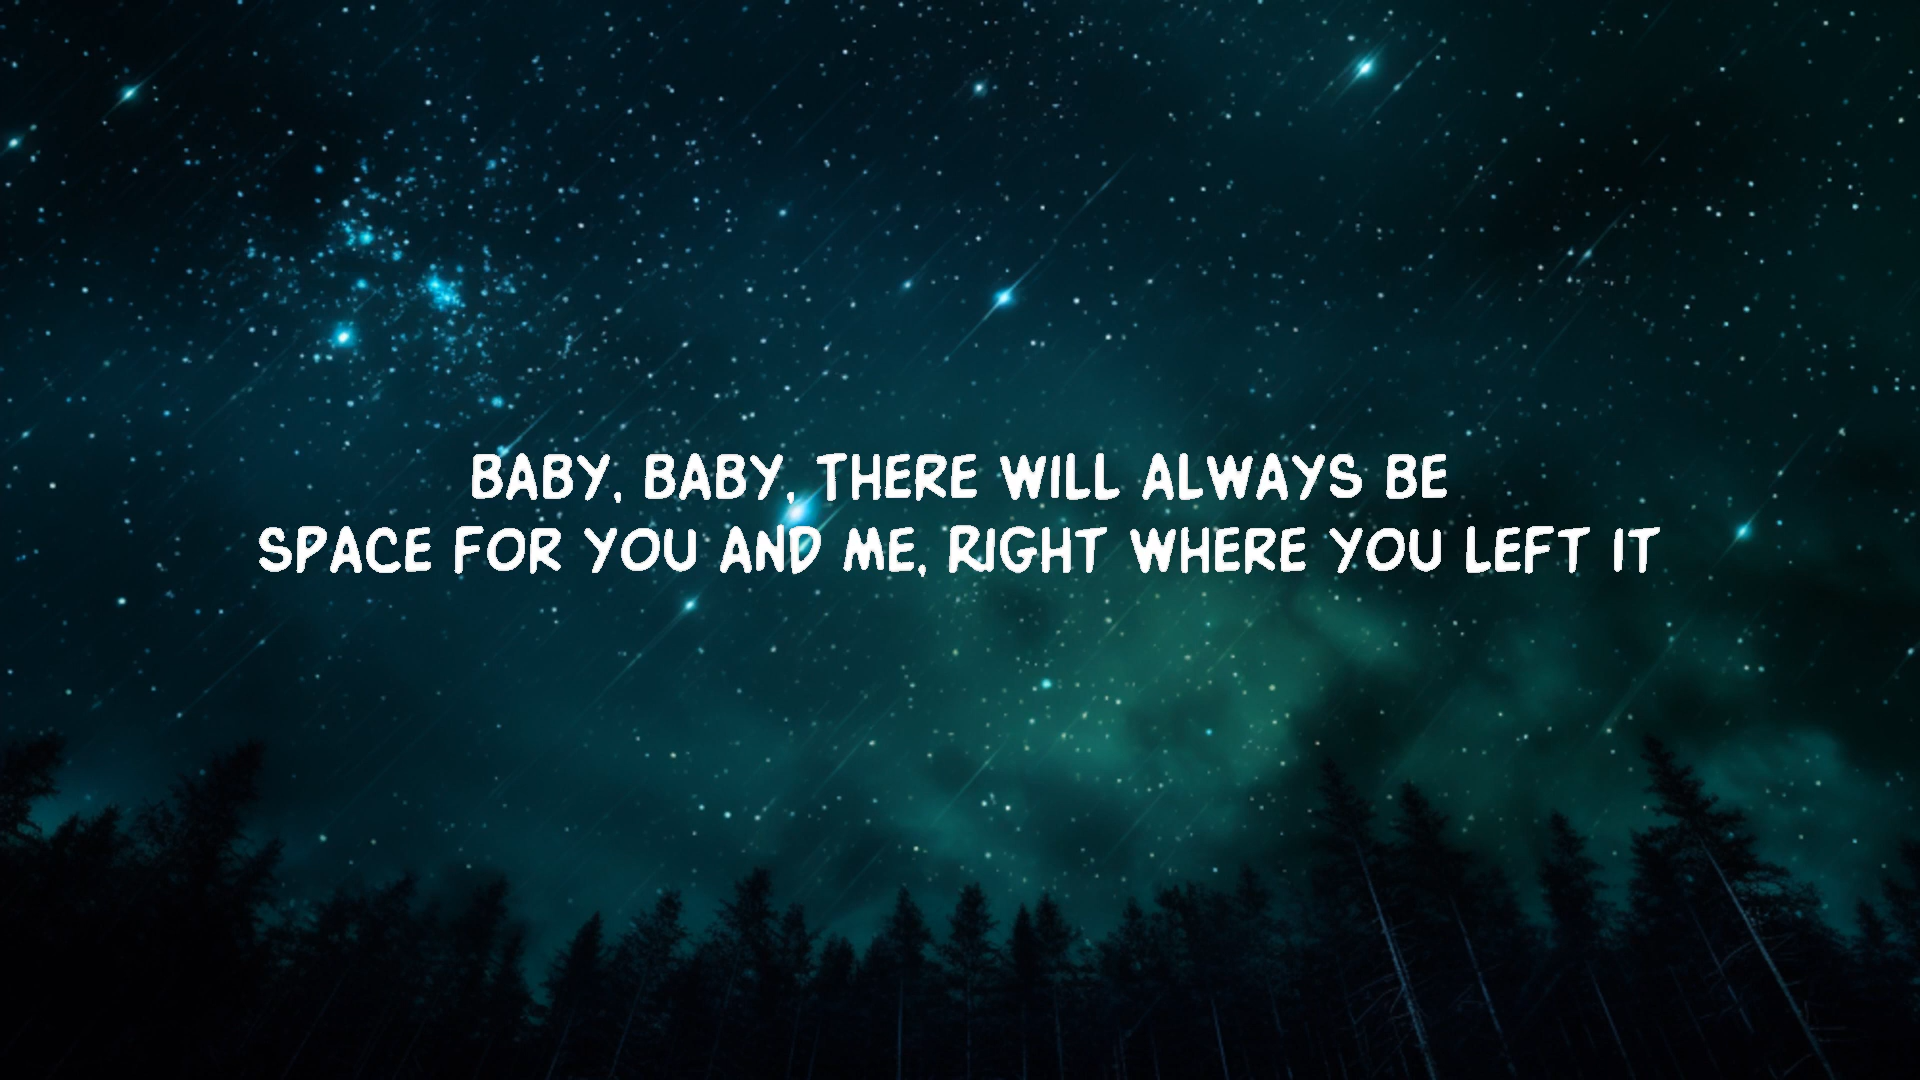 BABY, BABY, THERE WILL ALWAYS BE
SPACE FOR YOU AND ME, RIGHT WHERE YOU LEFT IT